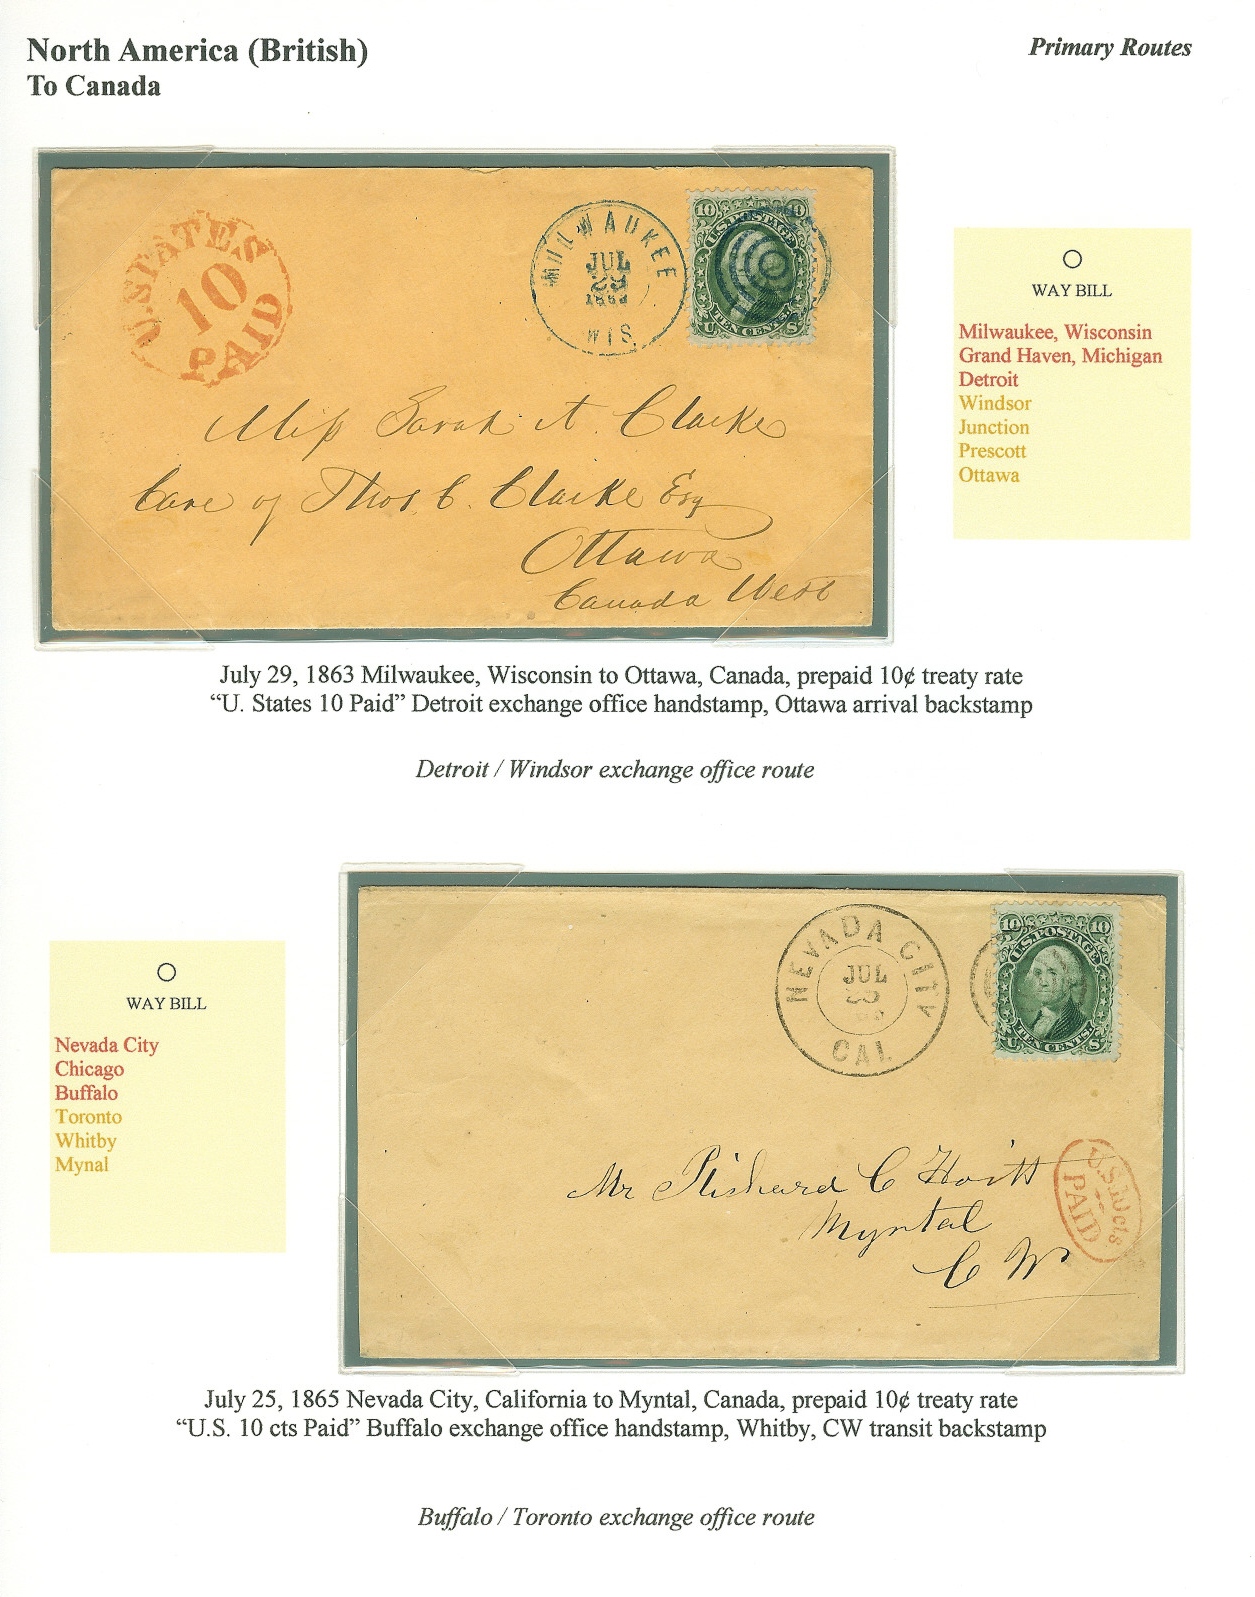 North America (British)
Primary Routes
To Canada
U. STATES
10
PAID
MILWAUKEE
JUL
WIS.
10 10
U.S. POSTAGE
U TEN CENTS S
Miss Sarah A. Clarke
Care of Thos. C. Clarke Esq
Ottawa
Canada West
WAY BILL
Milwaukee, Wisconsin
Grand Haven, Michigan
Detroit
Windsor
Junction
Prescott
Ottawa
July 29, 1863 Milwaukee, Wisconsin to Ottawa, Canada, prepaid 10¢ treaty rate
“U. States 10 Paid” Detroit exchange office handstamp, Ottawa arrival backstamp
Detroit / Windsor exchange office route
WAY BILL
Nevada City
Chicago
Buffalo
Toronto
Whitby
Mynal
NEVADA CITY
JUL
CAL
10 10
U.S. POSTAGE
U TEN CENTS S
Mr Richard C Hoitt
Myntal
C W
U.S. 10 cts
PAID
July 25, 1865 Nevada City, California to Myntal, Canada, prepaid 10¢ treaty rate
“U.S. 10 cts Paid” Buffalo exchange office handstamp, Whitby, CW transit backstamp
Buffalo / Toronto exchange office route